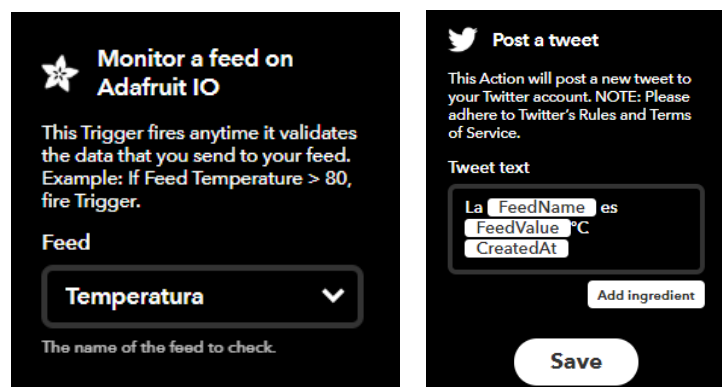 Monitor a feed on
Adafruit IO
This Trigger fires anytime it validates
the data that you send to your feed.
Example: If Feed Temperature > 80,
fire Trigger.
Feed
Temperatura
The name of the feed to check.
Post a tweet
This Action will post a new tweet to
your Twitter account. NOTE: Please
adhere to Twitter's Rules and Terms
of Service.
Tweet text
La FeedName es
FeedValue °C
CreatedAt
Add ingredient
Save